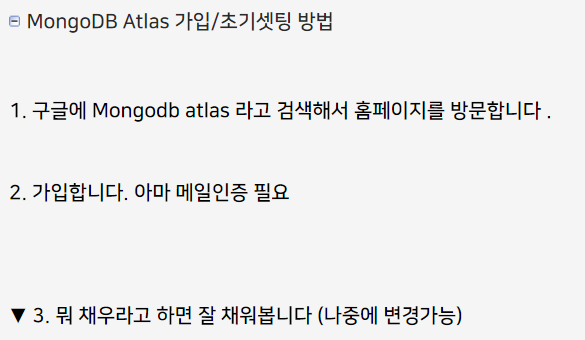 MongoDB Atlas 가입/초기셋팅 방법
1. 구글에 Mongodb atlas 라고 검색해서 홈페이지를 방문합니다 .
2. 가입합니다. 아마 메일인증 필요
▼ 3. 뭐 채우라고 하면 잘 채워봅니다 (나중에 변경가능)